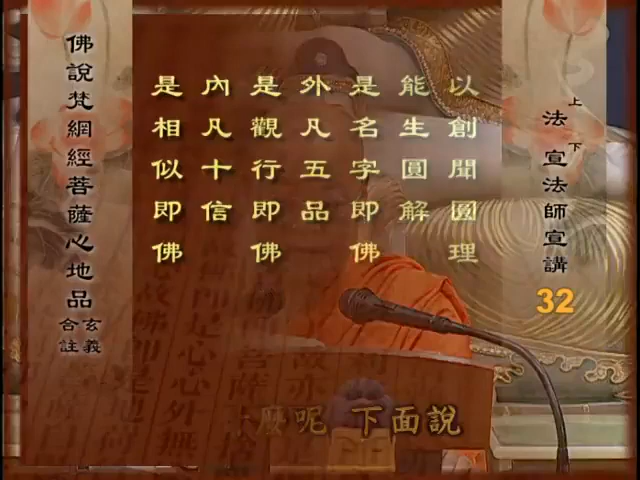 上法下宣法師宣講
32
以創聞圓理
能生圓解
是名字即佛
外凡五品
是觀行即佛
內凡十信
是相似即佛
佛說梵網經菩薩心地品
玄義
合註
麼呢 下面說